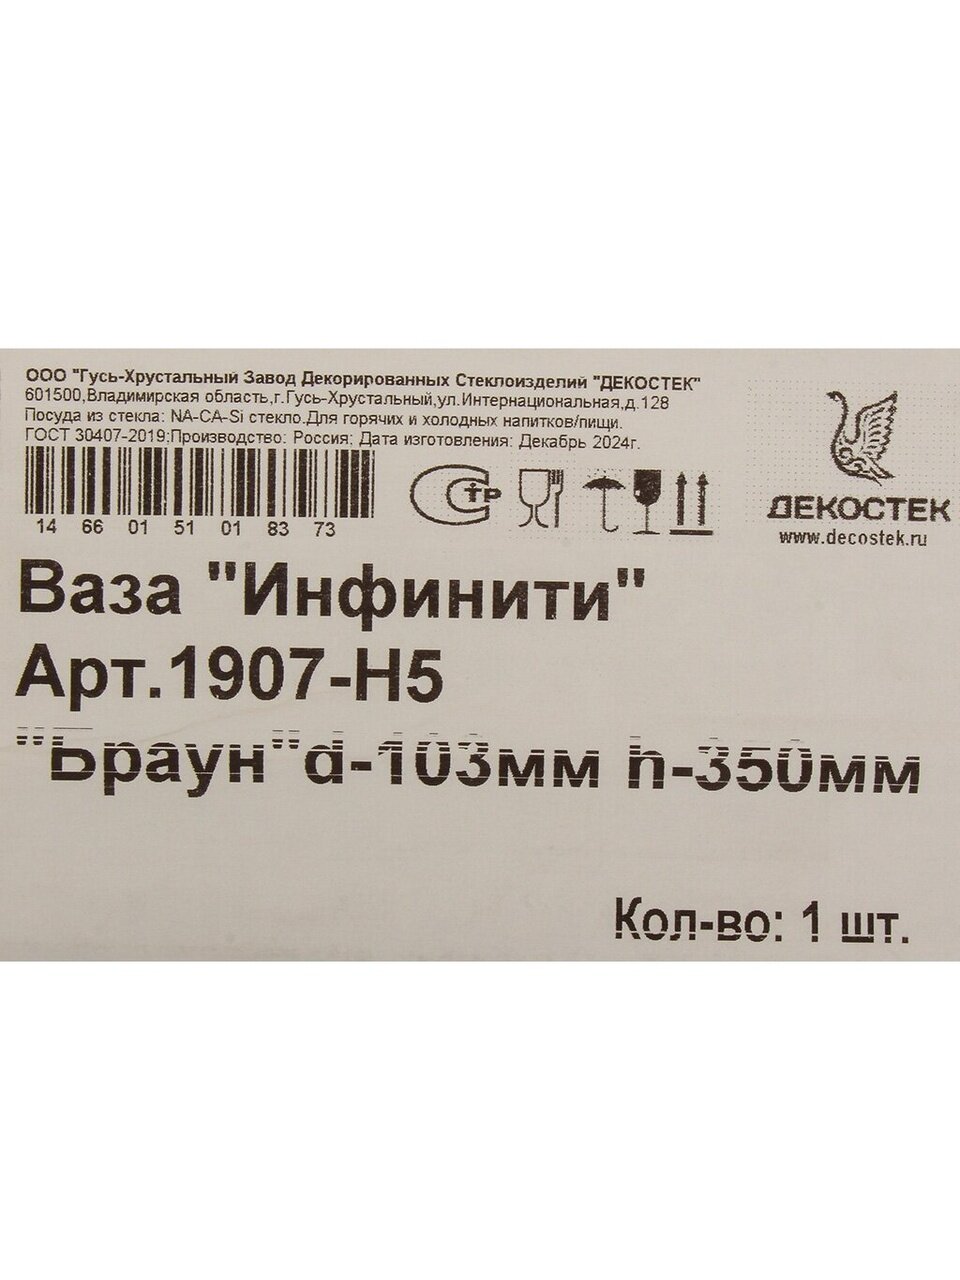 ООО "Гусь-Хрустальный Завод Декорированных Стеклоизделий "ДЕКОСТЕК"
601500,Владимирская область,г.Гусь-Хрустальный,ул.Интернациональная,д.128
Посуда из стекла: NA-CA-Si стекло.Для горячих и холодных напитков/пищи.
ГОСТ 30407-2019;Производство: Россия; Дата изготовления: Декабрь 2024г.
14 66 01 51 01 83 73
СТР
ДЕКОСТЕК
www.decostek.ru
Ваза "Инфинити"
Арт.1907-Н5
"Браун"d-103мм h-350мм
Кол-во: 1 шт.